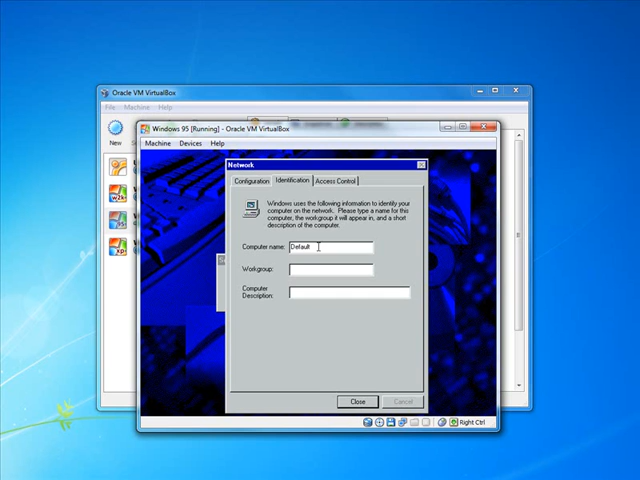 Oracle VM VirtualBox
File Machine Help
New
Windows 95 [Running] - Oracle VM VirtualBox
Machine Devices Help
Network
Configuration Identification Access Control
Windows uses the following information to identify your
computer on the network. Please type a name for this
computer, the workgroup it will appear in, and a short
description of the computer.
Computer name: Default
Workgroup:
Computer
Description:
Close Cancel
Right Ctrl